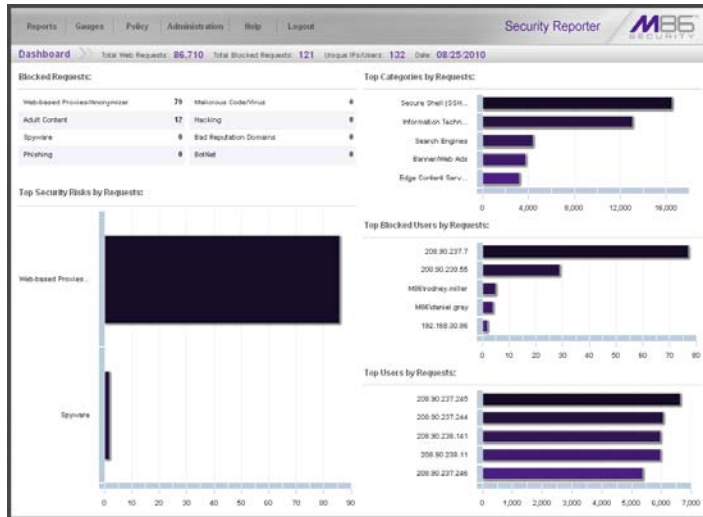 Reports Gauges Policy Administration Help Logout
Security Reporter
M86
SECURITY
Dashboard Total Web Requests: 86,710 Total Blocked Requests: 121 Unique IPs/Users: 132 Date: 08/25/2010
Blocked Requests:
Web-based Proxies/Anonymizer 79 Malicious Code/Virus 0
Adult Content 12 Hacking 0
Spyware 0 Bad Reputation Domains 0
Phishing 0 BotNet 0
Top Security Risks by Requests:
Web-based Proxies...
Spyware
0 10 20 30 40 50 60 70 80 90
Top Categories by Requests:
Secure Shell (SSH...
Information Techn...
Search Engines
Banner/Web Ads
Edge Content Serv...
0 4,000 8,000 12,000 16,000
Top Blocked Users by Requests:
208.90.237.7
208.90.239.55
M86\rodney.miller
M86\daniel.gray
192.168.30.86
0 10 20 30 40 50 60 70 80
Top Users by Requests:
208.90.237.245
208.90.237.244
208.90.238.141
208.90.238.11
208.90.237.246
0 1,000 2,000 3,000 4,000 5,000 6,000 7,000